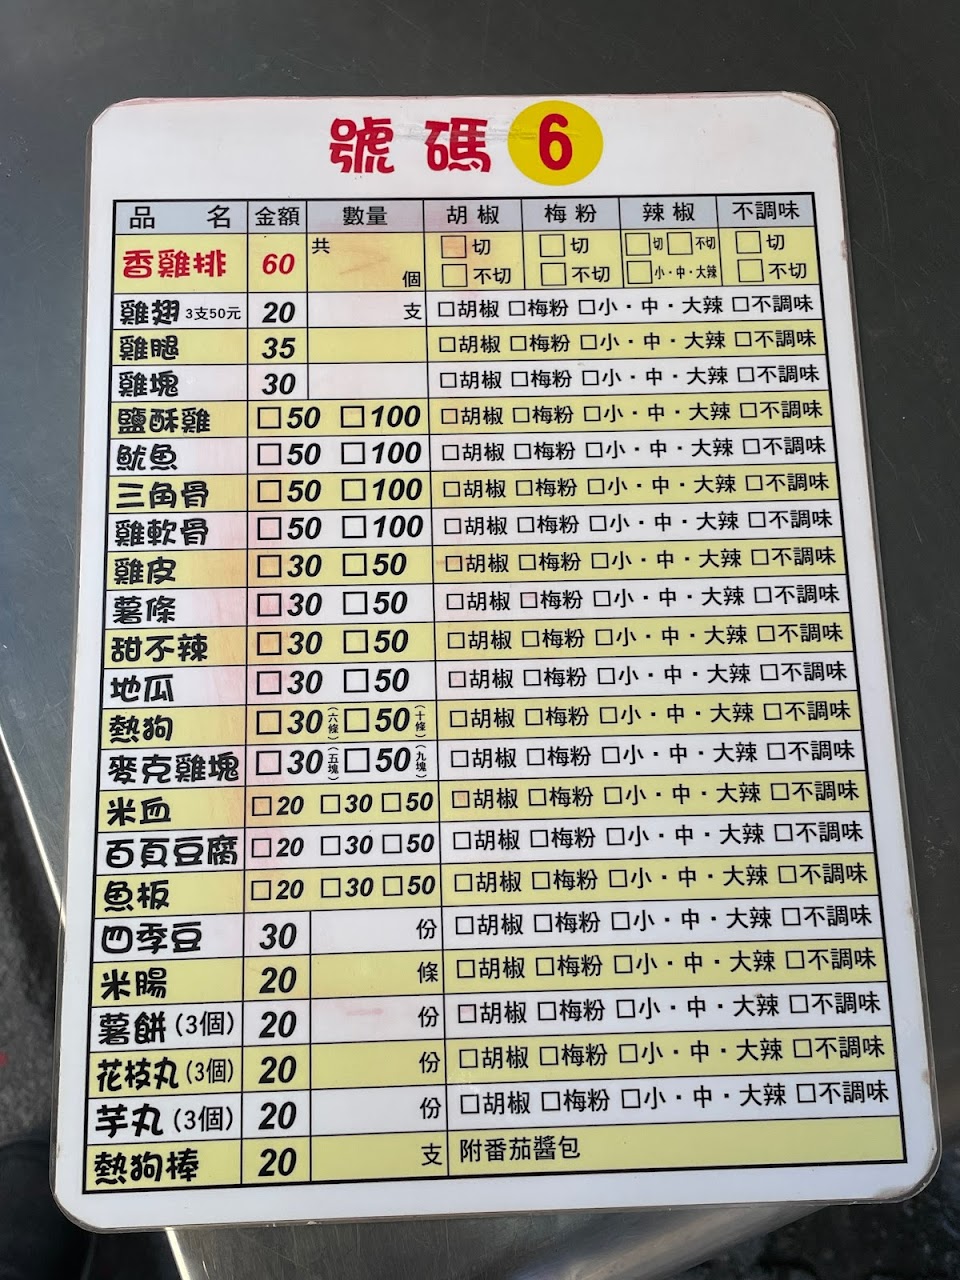 號碼 6
品名 金額 數量 胡椒 梅粉 辣椒 不調味
香雞排 60 共 個 □切 □不切 □切 □不切 □切 □不切 □小・中・大辣 □切 □不切
雞翅 3支50元 20 支 □胡椒 □梅粉 □小・中・大辣 □不調味
雞腿 35 □胡椒 □梅粉 □小・中・大辣 □不調味
雞塊 30 □胡椒 □梅粉 □小・中・大辣 □不調味
鹽酥雞 □50 □100 □胡椒 □梅粉 □小・中・大辣 □不調味
魷魚 □50 □100 □胡椒 □梅粉 □小・中・大辣 □不調味
三角骨 □50 □100 □胡椒 □梅粉 □小・中・大辣 □不調味
雞軟骨 □50 □100 □胡椒 □梅粉 □小・中・大辣 □不調味
雞皮 □30 □50 □胡椒 □梅粉 □小・中・大辣 □不調味
薯條 □30 □50 □胡椒 □梅粉 □小・中・大辣 □不調味
甜不辣 □30 □50 □胡椒 □梅粉 □小・中・大辣 □不調味
地瓜 □30 □50 □胡椒 □梅粉 □小・中・大辣 □不調味
熱狗 □30(六條) □50(十條) □胡椒 □梅粉 □小・中・大辣 □不調味
麥克雞塊 □30(五塊) □50(九塊) □胡椒 □梅粉 □小・中・大辣 □不調味
米血 □20 □30 □50 □胡椒 □梅粉 □小・中・大辣 □不調味
百頁豆腐 □20 □30 □50 □胡椒 □梅粉 □小・中・大辣 □不調味
魚板 □20 □30 □50 □胡椒 □梅粉 □小・中・大辣 □不調味
四季豆 30 份 □胡椒 □梅粉 □小・中・大辣 □不調味
米腸 20 條 □胡椒 □梅粉 □小・中・大辣 □不調味
薯餅(3個) 20 份 □胡椒 □梅粉 □小・中・大辣 □不調味
花枝丸(3個) 20 份 □胡椒 □梅粉 □小・中・大辣 □不調味
芋丸(3個) 20 份 □胡椒 □梅粉 □小・中・大辣 □不調味
熱狗棒 20 支 附番茄醬包